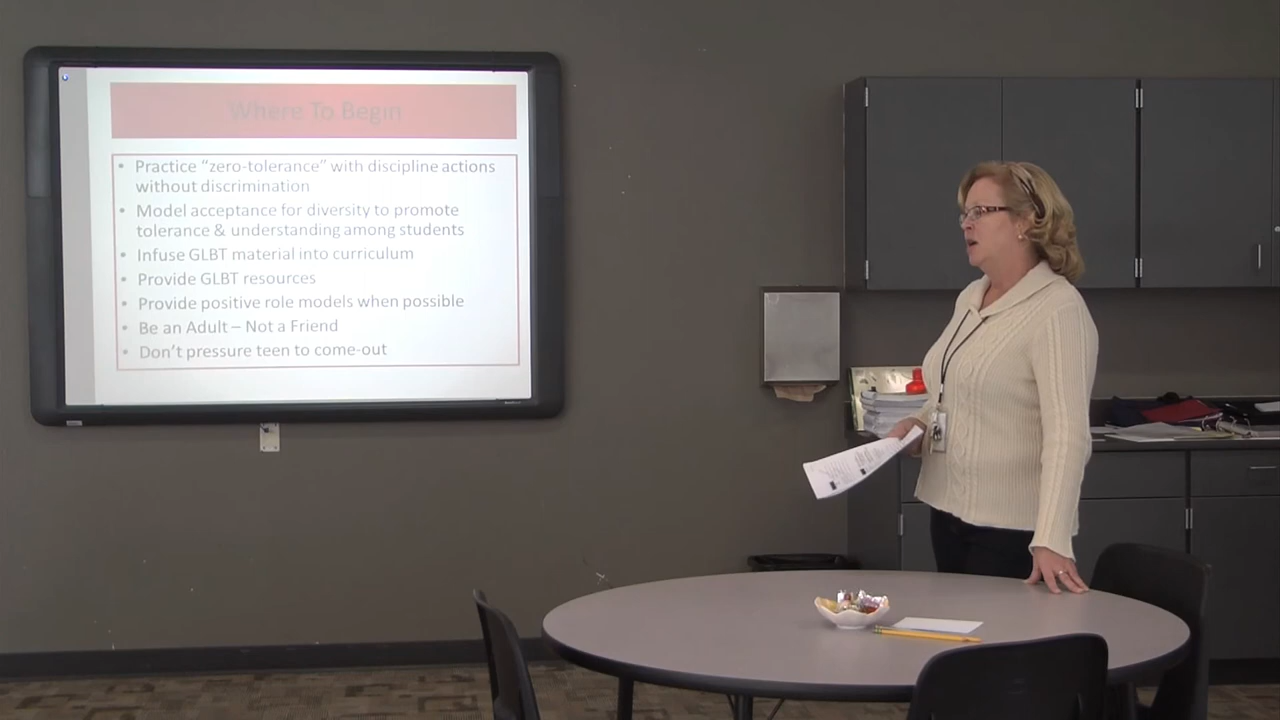 Where To Begin
• Practice “zero-tolerance” with discipline actions
without discrimination
• Model acceptance for diversity to promote
tolerance & understanding among students
• Infuse GLBT material into curriculum
• Provide GLBT resources
• Provide positive role models when possible
• Be an Adult – Not a Friend
• Don’t pressure teen to come-out